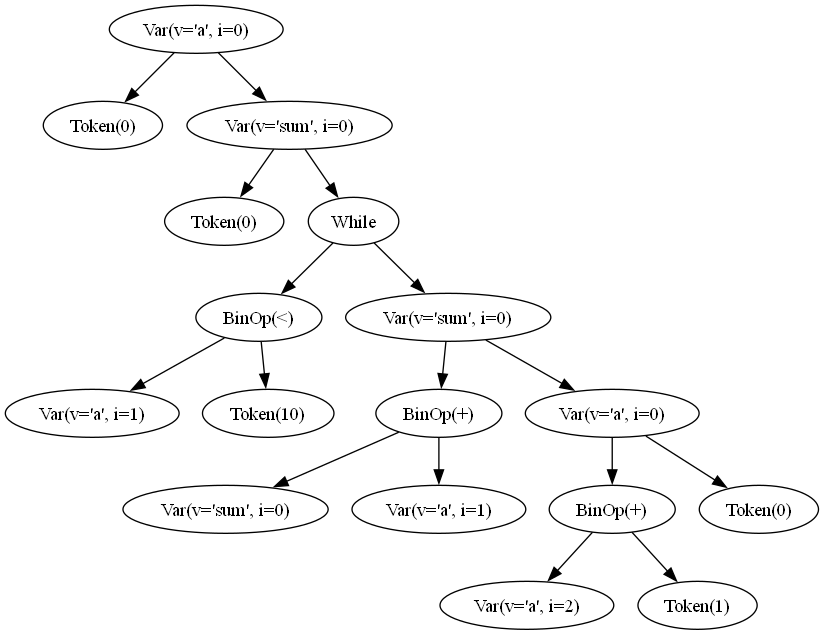 Var(v='a', i=0)
Token(0)
Var(v='sum', i=0)
Token(0)
While
BinOp(<)
Var(v='sum', i=0)
Var(v='a', i=1)
Token(10)
BinOp(+)
Var(v='a', i=0)
Var(v='sum', i=0)
Var(v='a', i=1)
BinOp(+)
Token(0)
Var(v='a', i=2)
Token(1)